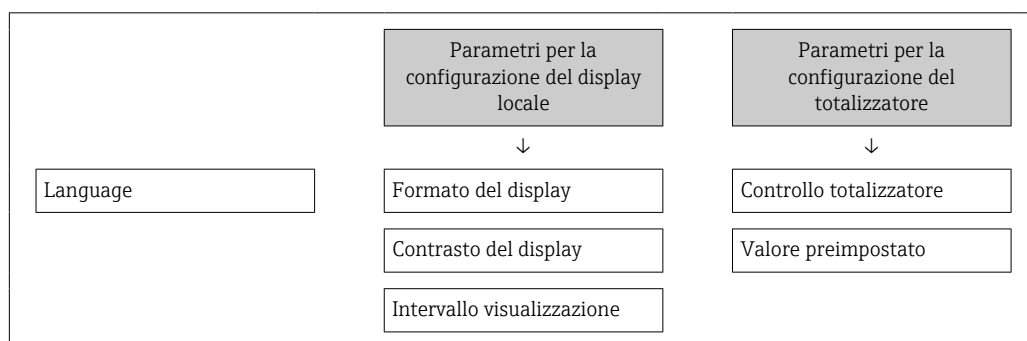 Parametri per la
configurazione del display
locale
Parametri per la
configurazione del
totalizzatore
↓
↓
Language
Formato del display
Controllo totalizzatore
Contrasto del display
Valore preimpostato
Intervallo visualizzazione